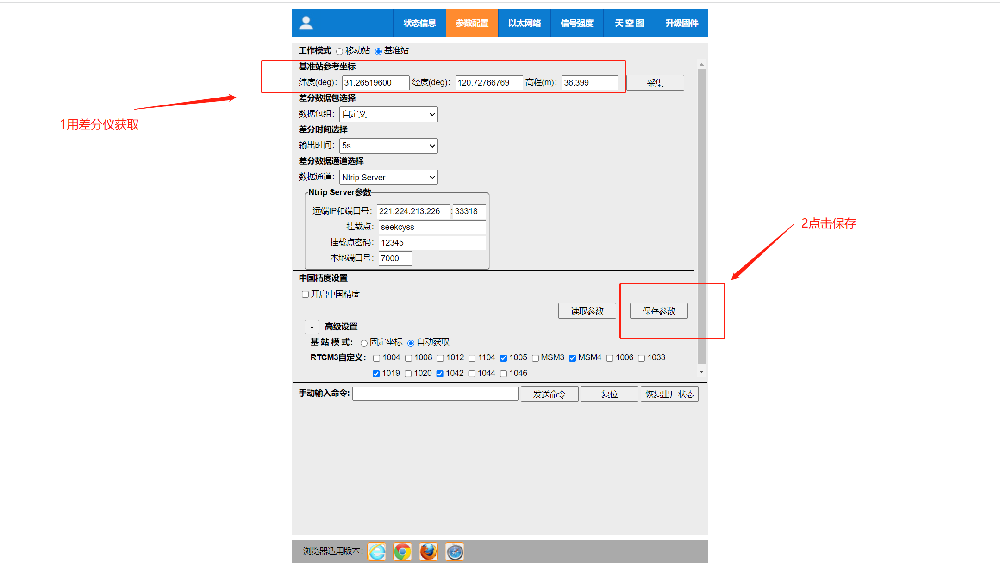 状态信息 参数配置 以太网络 信号强度 天 空 图 升级固件
工作模式 移动站 基准站
基准站参考坐标
纬度(deg)： 31.26519600 经度(deg)： 120.72766769 高程(m)： 36.399 采集
差分数据包选择
数据包组： 自定义
1用差分仪获取
差分时间选择
输出时间： 5s
差分数据通道选择
数据通道： Ntrip Server
Ntrip Server参数
远端IP和端口号： 221.224.213.226 : 33318
挂载点： seekcyss
2点击保存
挂载点密码： 12345
本地端口号： 7000
中国精度设置
开启中国精度
读取参数 保存参数
- 高级设置
基 站 模 式： 固定坐标 自动获取
RTCM3自定义： 1004 1008 1012 1104 1005 MSM3 MSM4 1006 1033
1019 1020 1042 1044 1046
手动输入命令: 发送命令 复位 恢复出厂状态
浏览器适用版本：